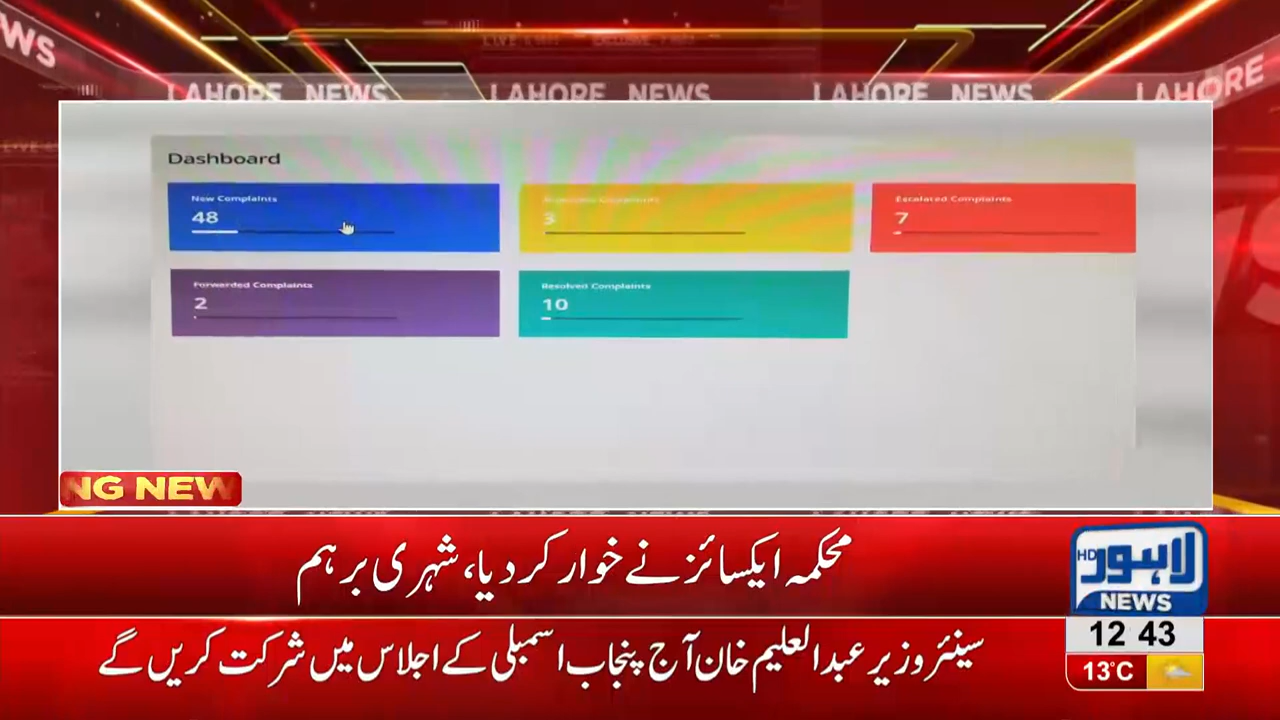 LAHORE NEWS LAHORE NEWS LAHORE NEWS LAHORE
Dashboard
New Complaints
48
3
Escalated Complaints
7
Forwarded Complaints
2
Resolved Complaints
10
NG NEW
محکمہ ایکسائز نے خوار کر دیا، شہری برہم
سینئر وزیر عبدالعلیم خان آج پنجاب اسمبلی کے اجلاس میں شرکت کریں گے
HD
لاہور
NEWS
12 43
13°C